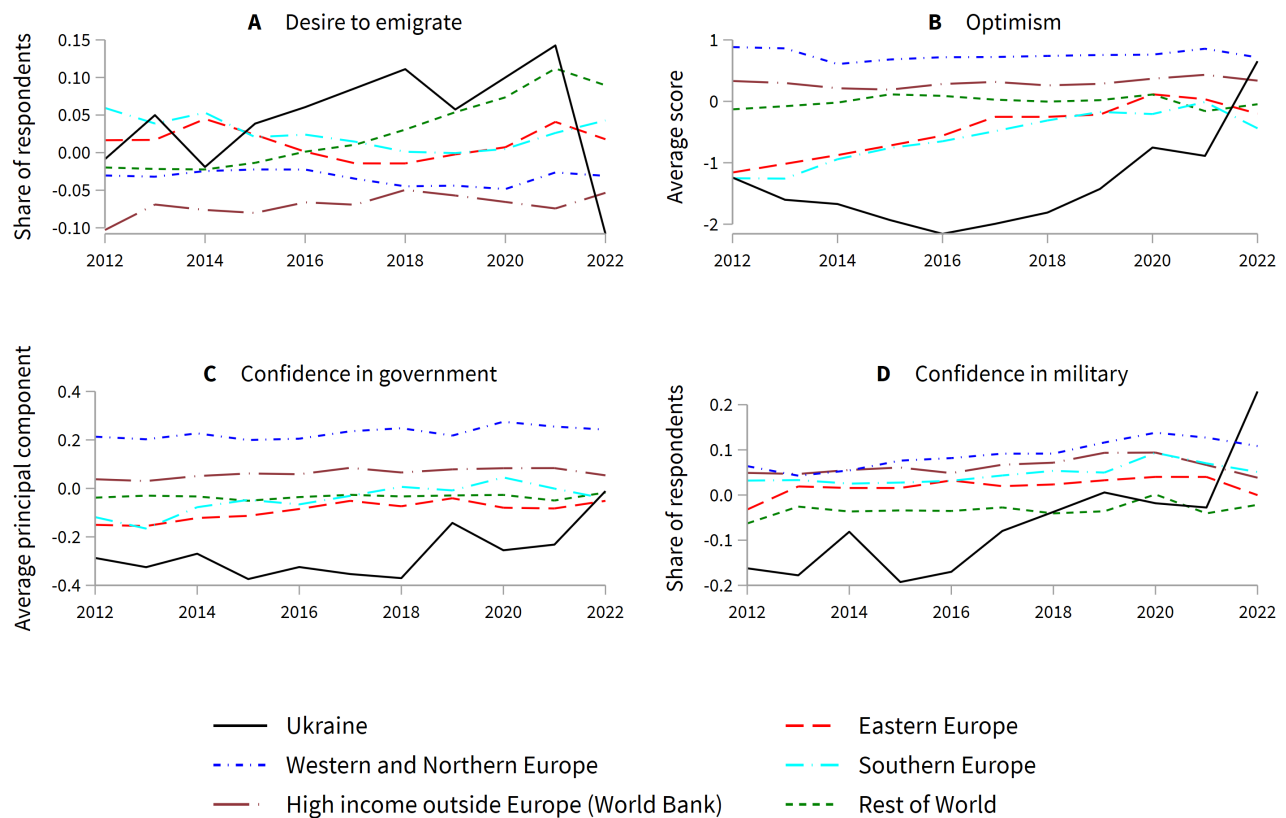 A Desire to emigrate
Share of respondents
0.15
0.10
0.05
0.00
-0.05
-0.10
2012 2014 2016 2018 2020 2022
B Optimism
Average score
1
0
-1
-2
2012 2014 2016 2018 2020 2022
C Confidence in government
Average principal component
0.4
0.2
0.0
-0.2
-0.4
2012 2014 2016 2018 2020 2022
D Confidence in military
Share of respondents
0.2
0.1
0.0
-0.1
-0.2
2012 2014 2016 2018 2020 2022
Ukraine
Eastern Europe
Western and Northern Europe
Southern Europe
High income outside Europe (World Bank)
Rest of World